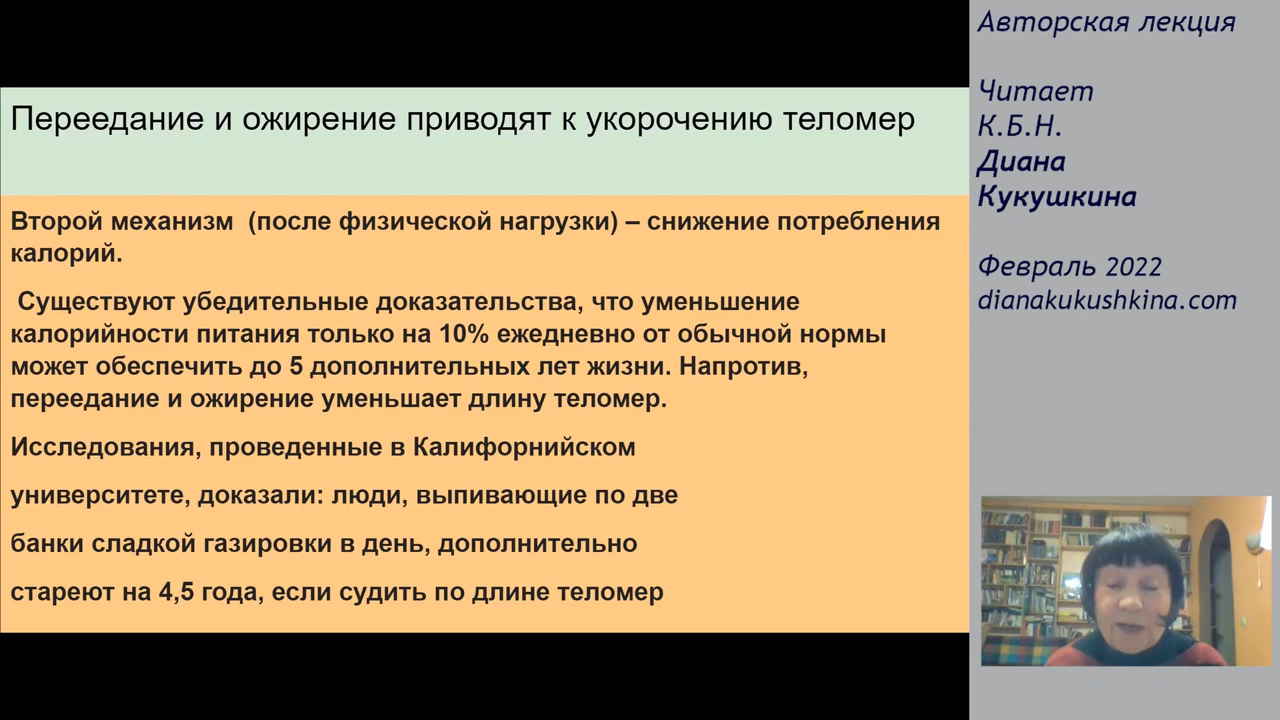 Переедание и ожирение приводят к укорочению теломер
Второй механизм (после физической нагрузки) – снижение потребления
калорий.
Существуют убедительные доказательства, что уменьшение
калорийности питания только на 10% ежедневно от обычной нормы
может обеспечить до 5 дополнительных лет жизни. Напротив,
переедание и ожирение уменьшает длину теломер.
Исследования, проведенные в Калифорнийском
университете, доказали: люди, выпивающие по две
банки сладкой газировки в день, дополнительно
стареют на 4,5 года, если судить по длине теломер
Авторская лекция
Читает
К.Б.Н.
Диана
Кукушкина
Февраль 2022
dianakukushkina.com